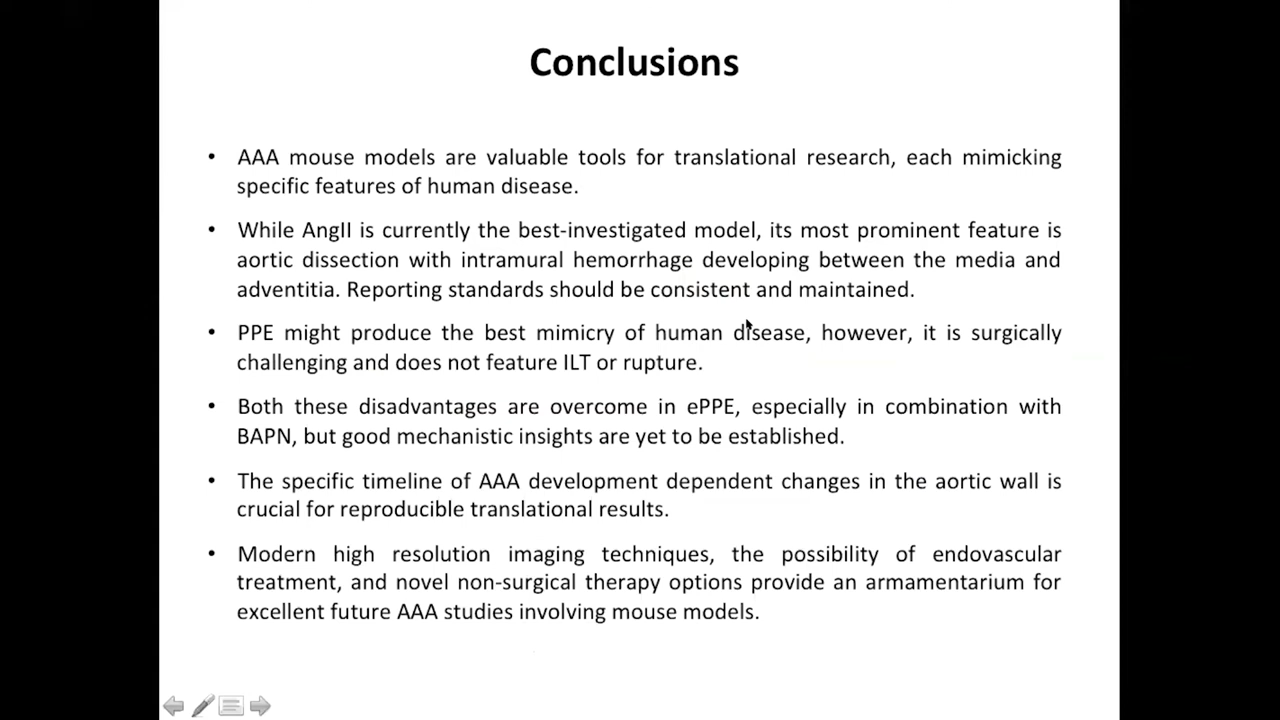 Conclusions
• AAA mouse models are valuable tools for translational research, each mimicking
specific features of human disease.
• While AngII is currently the best-investigated model, its most prominent feature is
aortic dissection with intramural hemorrhage developing between the media and
adventitia. Reporting standards should be consistent and maintained.
• PPE might produce the best mimicry of human disease, however, it is surgically
challenging and does not feature ILT or rupture.
• Both these disadvantages are overcome in ePPE, especially in combination with
BAPN, but good mechanistic insights are yet to be established.
• The specific timeline of AAA development dependent changes in the aortic wall is
crucial for reproducible translational results.
• Modern high resolution imaging techniques, the possibility of endovascular
treatment, and novel non-surgical therapy options provide an armamentarium for
excellent future AAA studies involving mouse models.